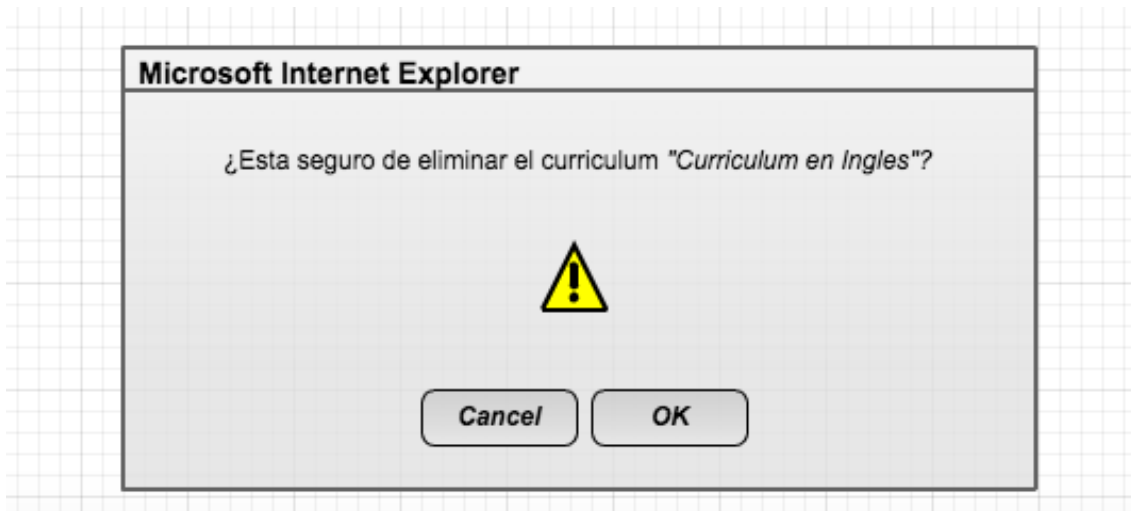 Microsoft Internet Explorer
¿Esta seguro de eliminar el curriculum "Curriculum en Ingles"?
Cancel OK